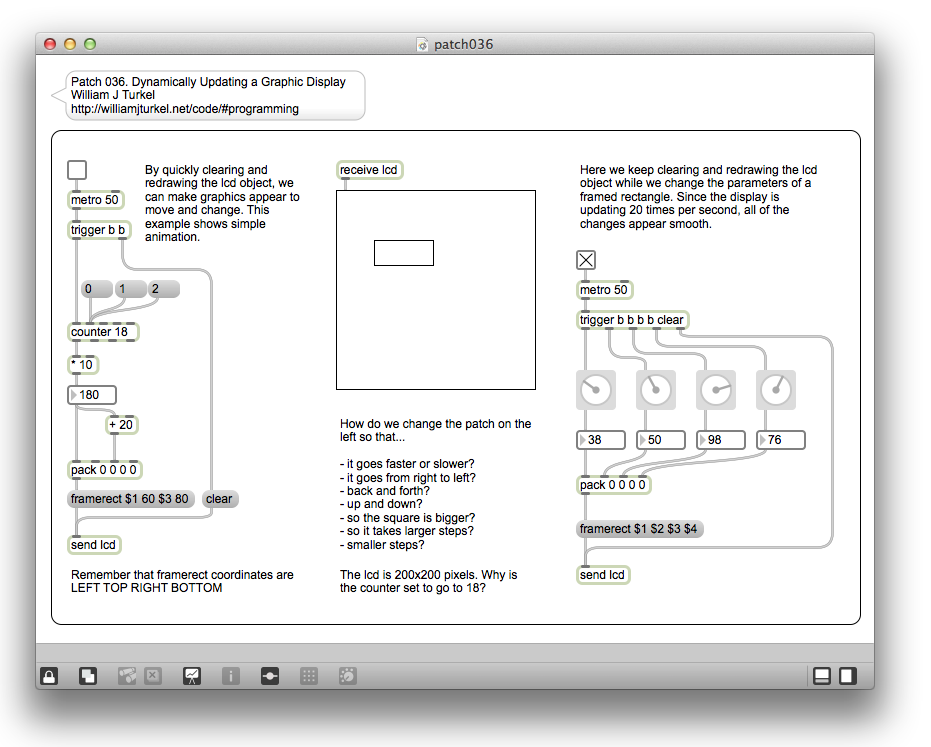 patch036
Patch 036. Dynamically Updating a Graphic Display
William J Turkel
http://williamjturkel.net/code/#programming
metro 50
trigger b b
By quickly clearing and
redrawing the lcd object, we
can make graphics appear to
move and change. This
example shows simple
animation.
0
1
2
counter 18
* 10
180
+ 20
pack 0 0 0 0
framerect $1 60 $3 80
clear
send lcd
Remember that framerect coordinates are
LEFT TOP RIGHT BOTTOM
receive lcd
How do we change the patch on the
left so that...
- it goes faster or slower?
- it goes from right to left?
- back and forth?
- up and down?
- so the square is bigger?
- so it takes larger steps?
- smaller steps?
The lcd is 200x200 pixels. Why is
the counter set to go to 18?
Here we keep clearing and redrawing the lcd
object while we change the parameters of a
framed rectangle. Since the display is
updating 20 times per second, all of the
changes appear smooth.
metro 50
trigger b b b b clear
38
50
98
76
pack 0 0 0 0
framerect $1 $2 $3 $4
send lcd